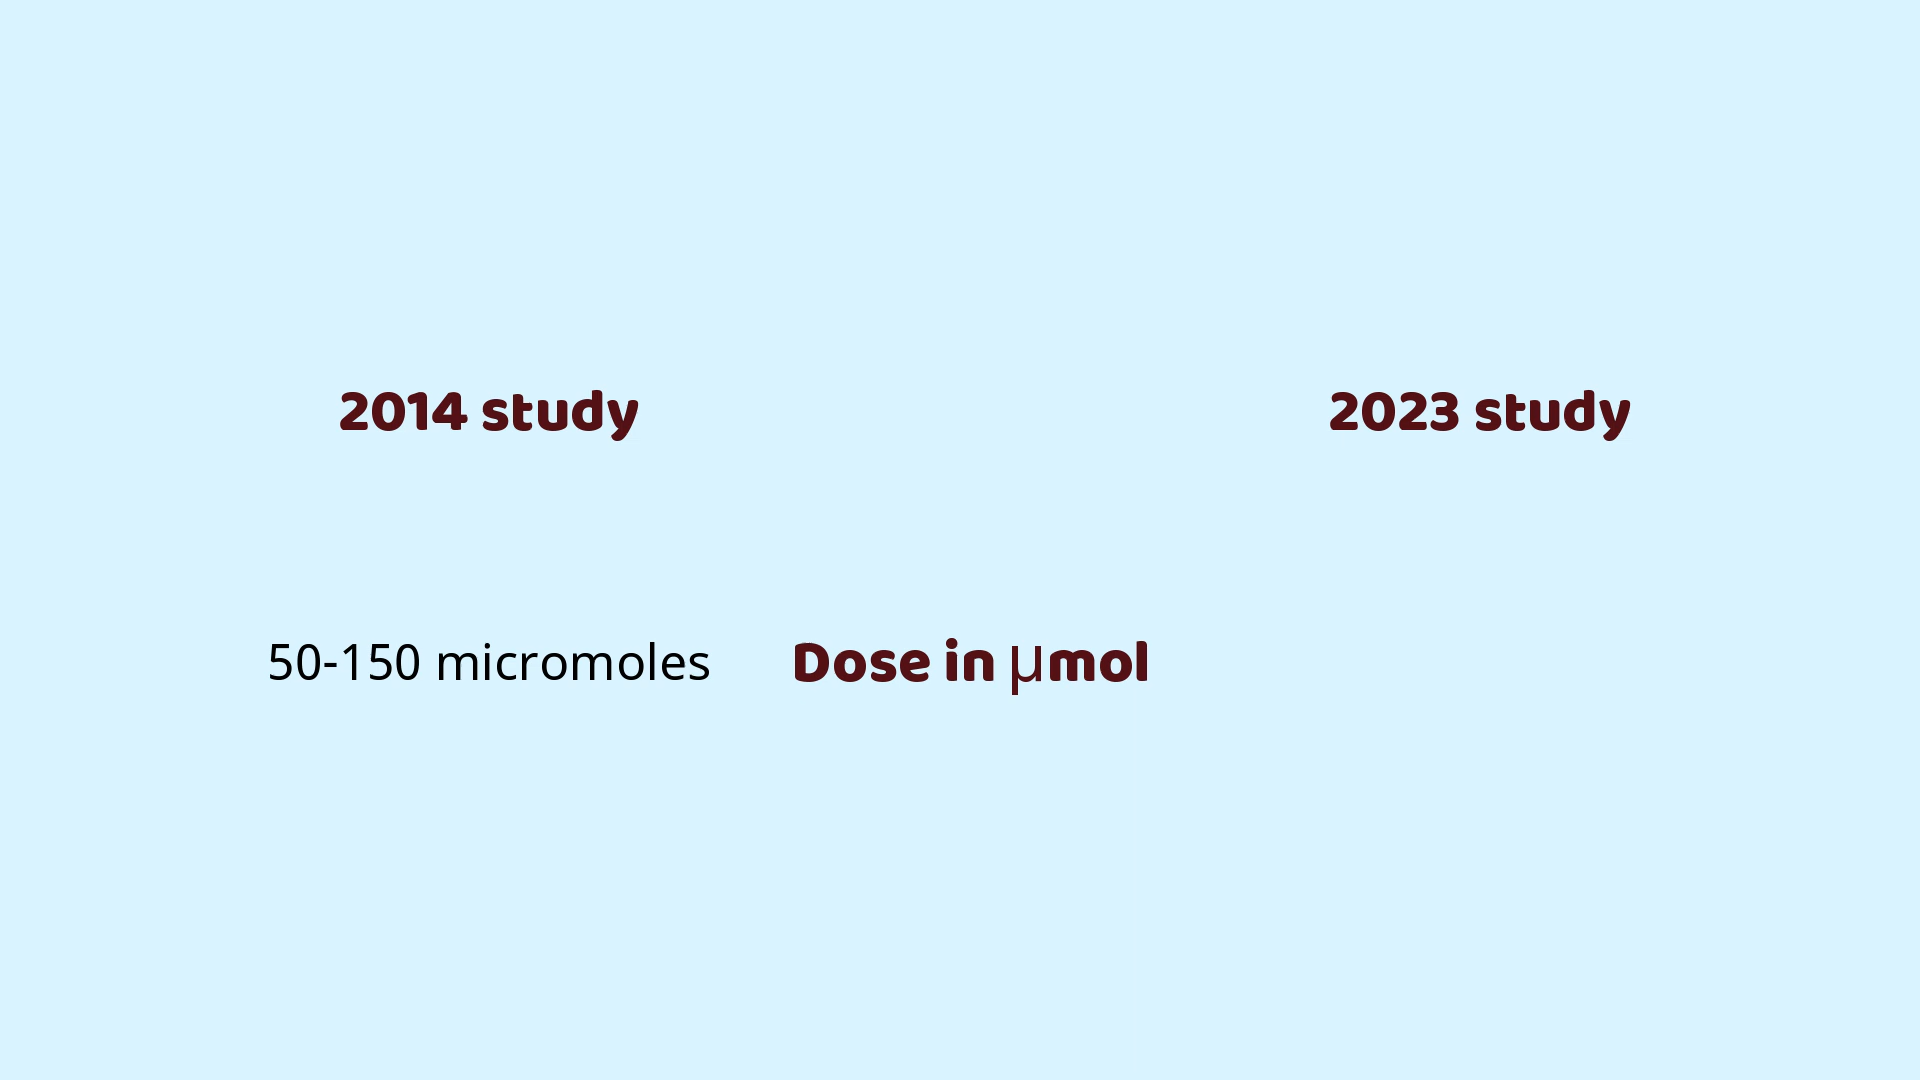 2014 study
2023 study
50-150 micromoles
Dose in μmol